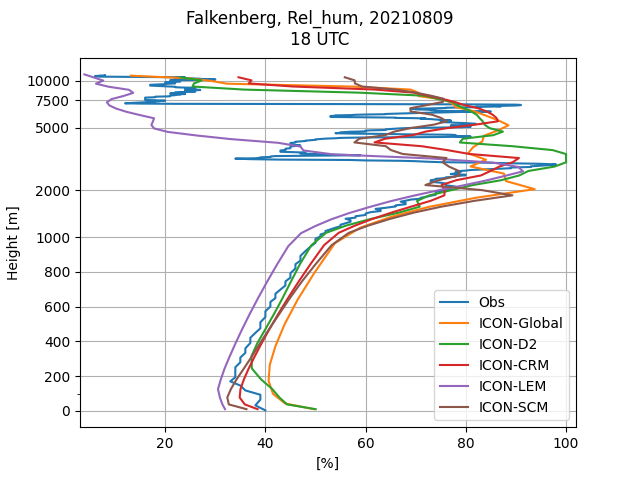 Falkenberg, Rel_hum, 20210809
18 UTC
10000
7500
5000
2000
1000
800
600
400
200
0
Height [m]
20
40
60
80
100
[%]
Obs
ICON-Global
ICON-D2
ICON-CRM
ICON-LEM
ICON-SCM